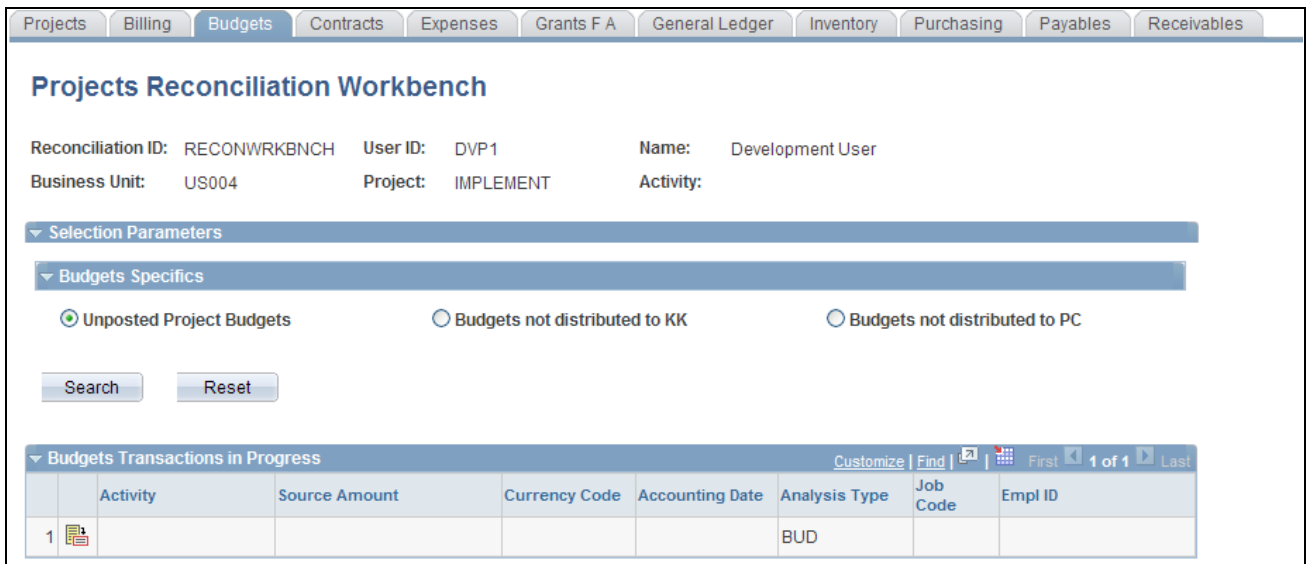 Projects Billing Budgets Contracts Expenses Grants F A General Ledger Inventory Purchasing Payables Receivables
Projects Reconciliation Workbench
Reconciliation ID: RECONWRKBNCH User ID: DVP1 Name: Development User
Business Unit: US004 Project: IMPLEMENT Activity:
Selection Parameters
Budgets Specifics
Unposted Project Budgets Budgets not distributed to KK Budgets not distributed to PC
Search Reset
Budgets Transactions in Progress Customize | Find | | First 1 of 1 Last
Activity Source Amount Currency Code Accounting Date Analysis Type Job Code Empl ID
1 BUD